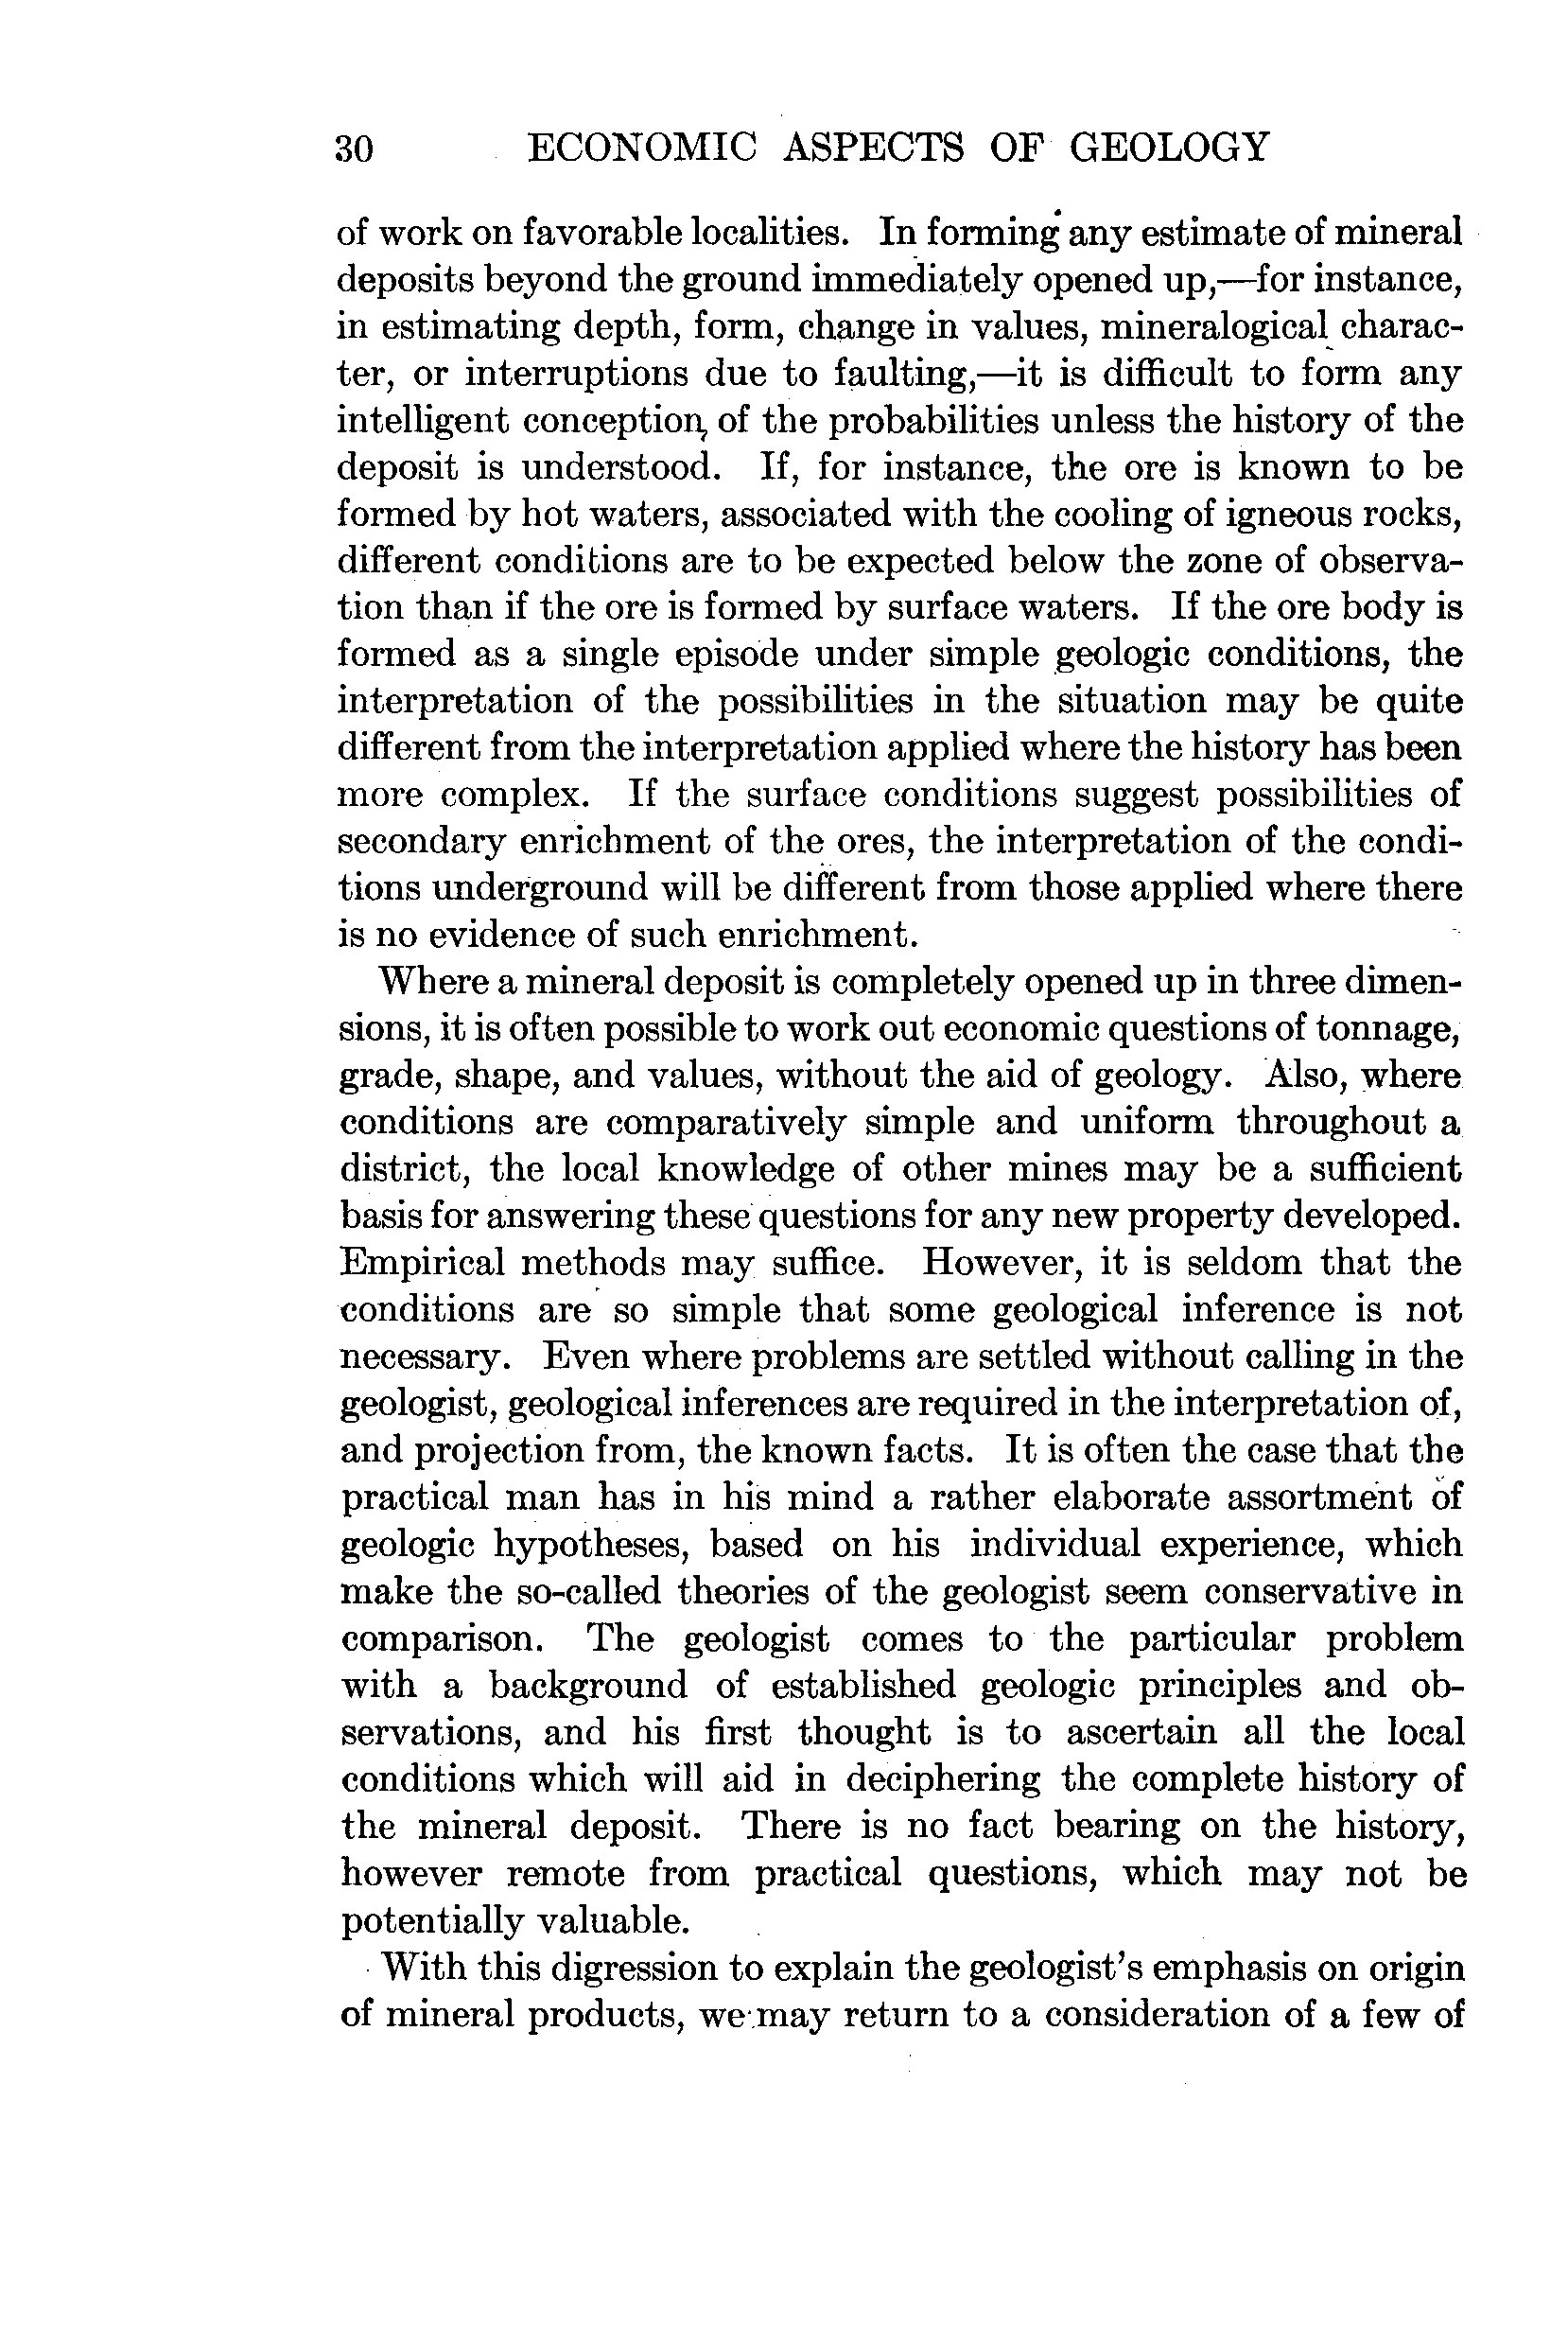 30 ECONOMIC ASPECTS OF GEOLOGY
of work on favorable localities. In forming any estimate of mineral
deposits beyond the ground immediately opened up,—for instance,
in estimating depth, form, change in values, mineralogical charac-
ter, or interruptions due to faulting,—it is difficult to form any
intelligent conception, of the probabilities unless the history of the
deposit is understood. If, for instance, the ore is known to be
formed by hot waters, associated with the cooling of igneous rocks,
different conditions are to be expected below the zone of observa-
tion than if the ore is formed by surface waters. If the ore body is
formed as a single episode under simple geologic conditions, the
interpretation of the possibilities in the situation may be quite
different from the interpretation applied where the history has been
more complex. If the surface conditions suggest possibilities of
secondary enrichment of the ores, the interpretation of the condi-
tions underground will be different from those applied where there
is no evidence of such enrichment.
Where a mineral deposit is completely opened up in three dimen-
sions, it is often possible to work out economic questions of tonnage,
grade, shape, and values, without the aid of geology. Also, where
conditions are comparatively simple and uniform throughout a
district, the local knowledge of other mines may be a sufficient
basis for answering these questions for any new property developed.
Empirical methods may suffice. However, it is seldom that the
conditions are so simple that some geological inference is not
necessary. Even where problems are settled without calling in the
geologist, geological inferences are required in the interpretation of,
and projection from, the known facts. It is often the case that the
practical man has in his mind a rather elaborate assortment of
geologic hypotheses, based on his individual experience, which
make the so-called theories of the geologist seem conservative in
comparison. The geologist comes to the particular problem
with a background of established geologic principles and ob-
servations, and his first thought is to ascertain all the local
conditions which will aid in deciphering the complete history of
the mineral deposit. There is no fact bearing on the history,
however remote from practical questions, which may not be
potentially valuable.
With this digression to explain the geologist's emphasis on origin
of mineral products, we may return to a consideration of a few of